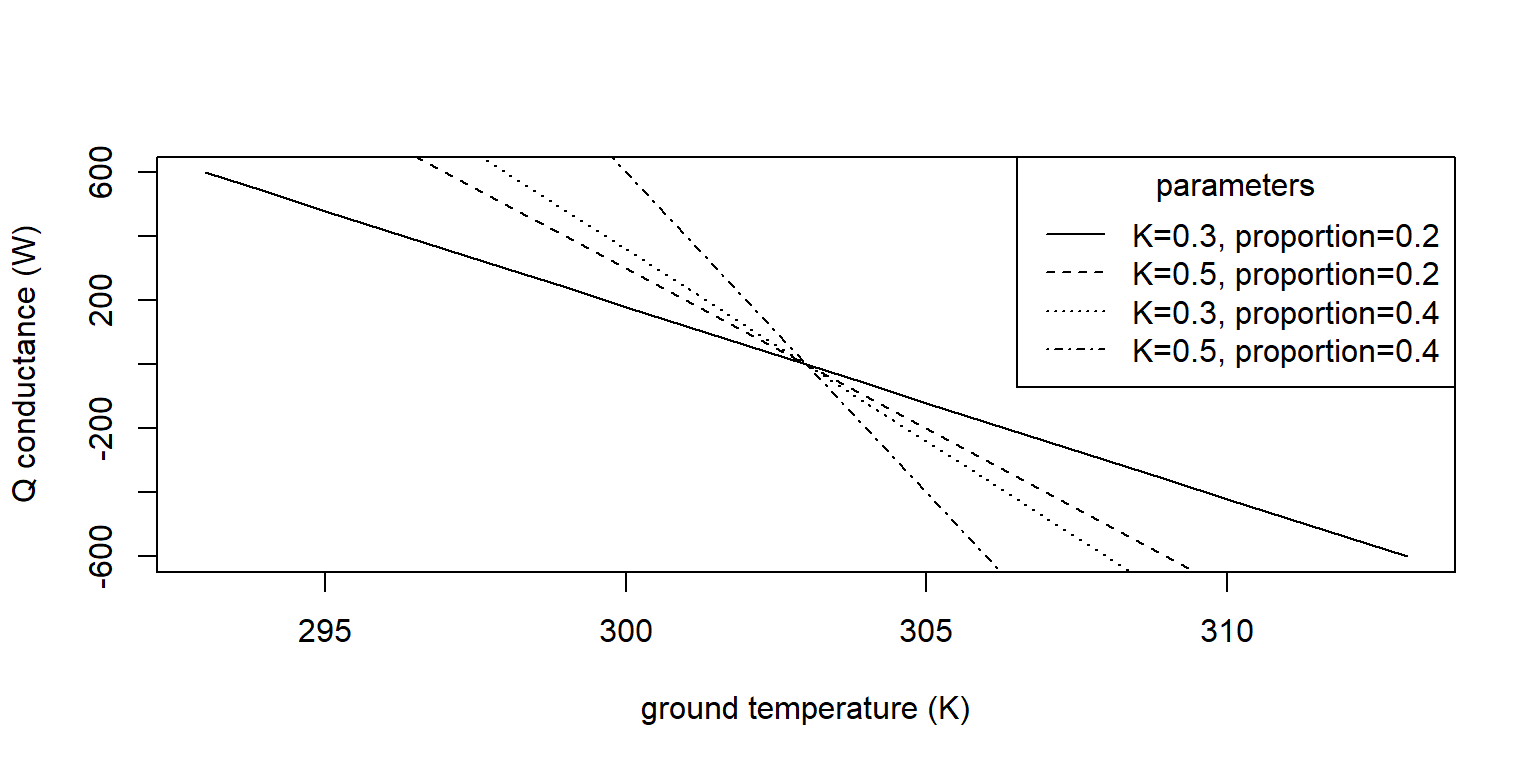 parameters
K=0.3, proportion=0.2
K=0.5, proportion=0.2
K=0.3, proportion=0.4
K=0.5, proportion=0.4
Q conductance (W)
600
200
-200
-600
295
300
305
310
ground temperature (K)